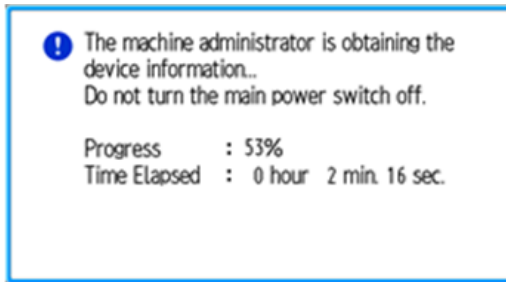 The machine administrator is obtaining the
device information...
Do not turn the main power switch off.
Progress : 53%
Time Elapsed : 0 hour 2 min. 16 sec.